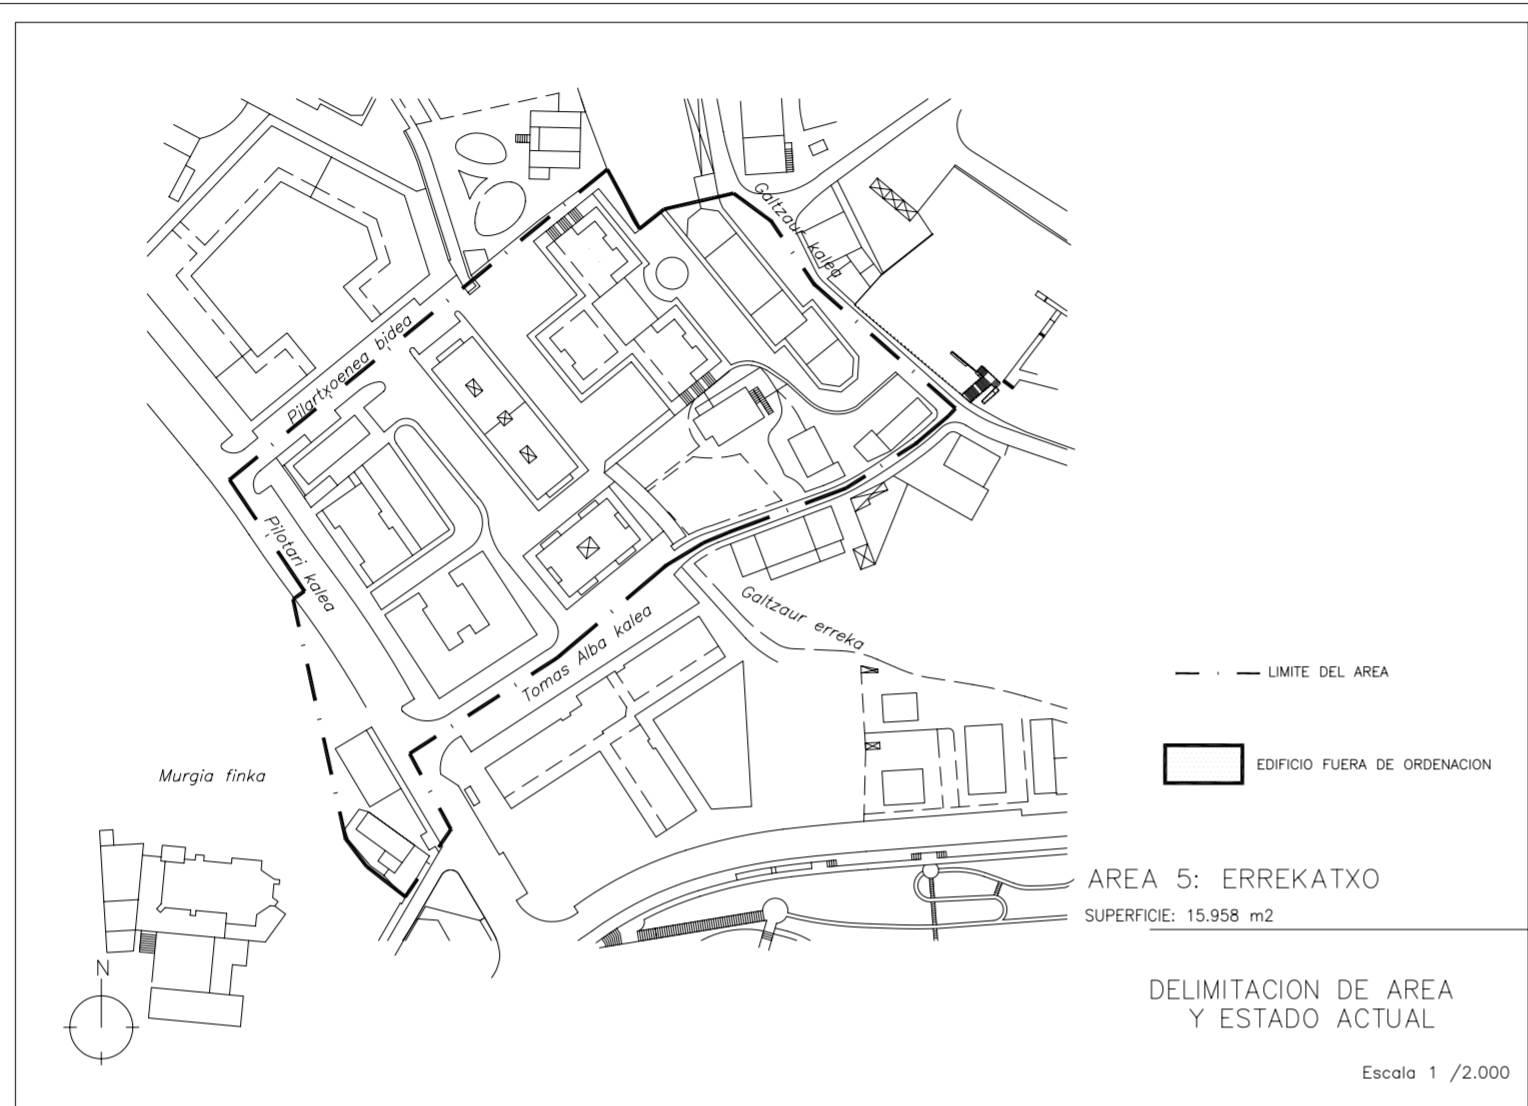 Galtzaur kalea
Pilartxoenea bidea
Pilotari kalea
Tomas Alba kalea
Galtzaur erreka
Murgia finka
N
LIMITE DEL AREA
EDIFICIO FUERA DE ORDENACION
AREA 5: ERREKATXO
SUPERFICIE: 15.958 m2
DELIMITACION DE AREA
Y ESTADO ACTUAL
Escala 1 /2.000